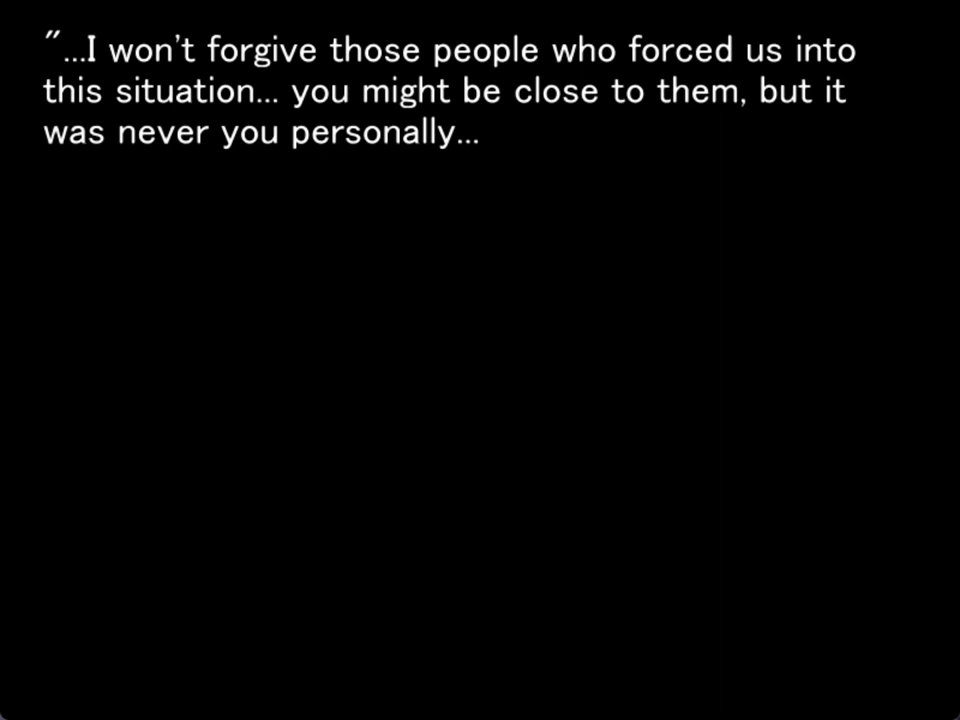 "...I won't forgive those people who forced us into
this situation... you might be close to them, but it
was never you personally...